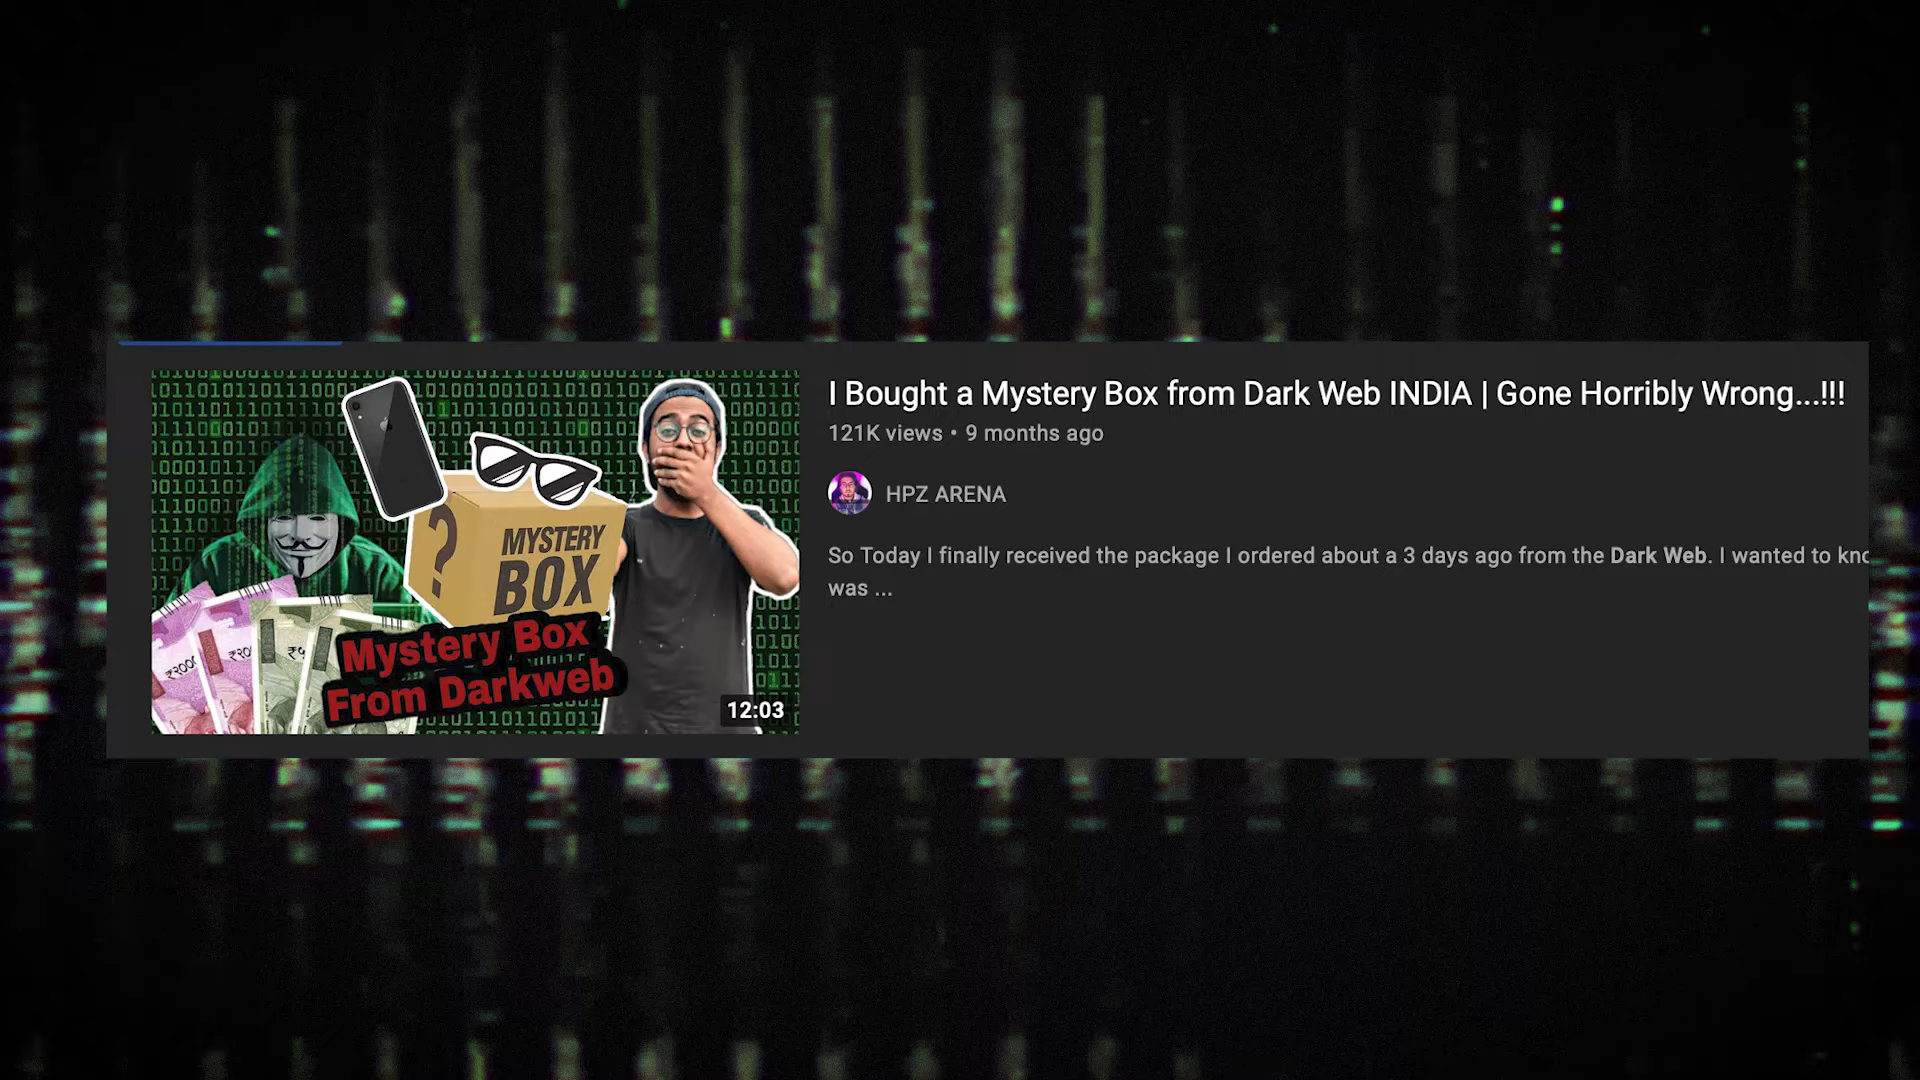 I Bought a Mystery Box from Dark Web INDIA | Gone Horribly Wrong...!!!
121K views • 9 months ago
HPZ ARENA
So Today I finally received the package I ordered about a 3 days ago from the Dark Web. I wanted to
was ...
?
MYSTERY
BOX
Mystery Box
From Darkweb
12:03